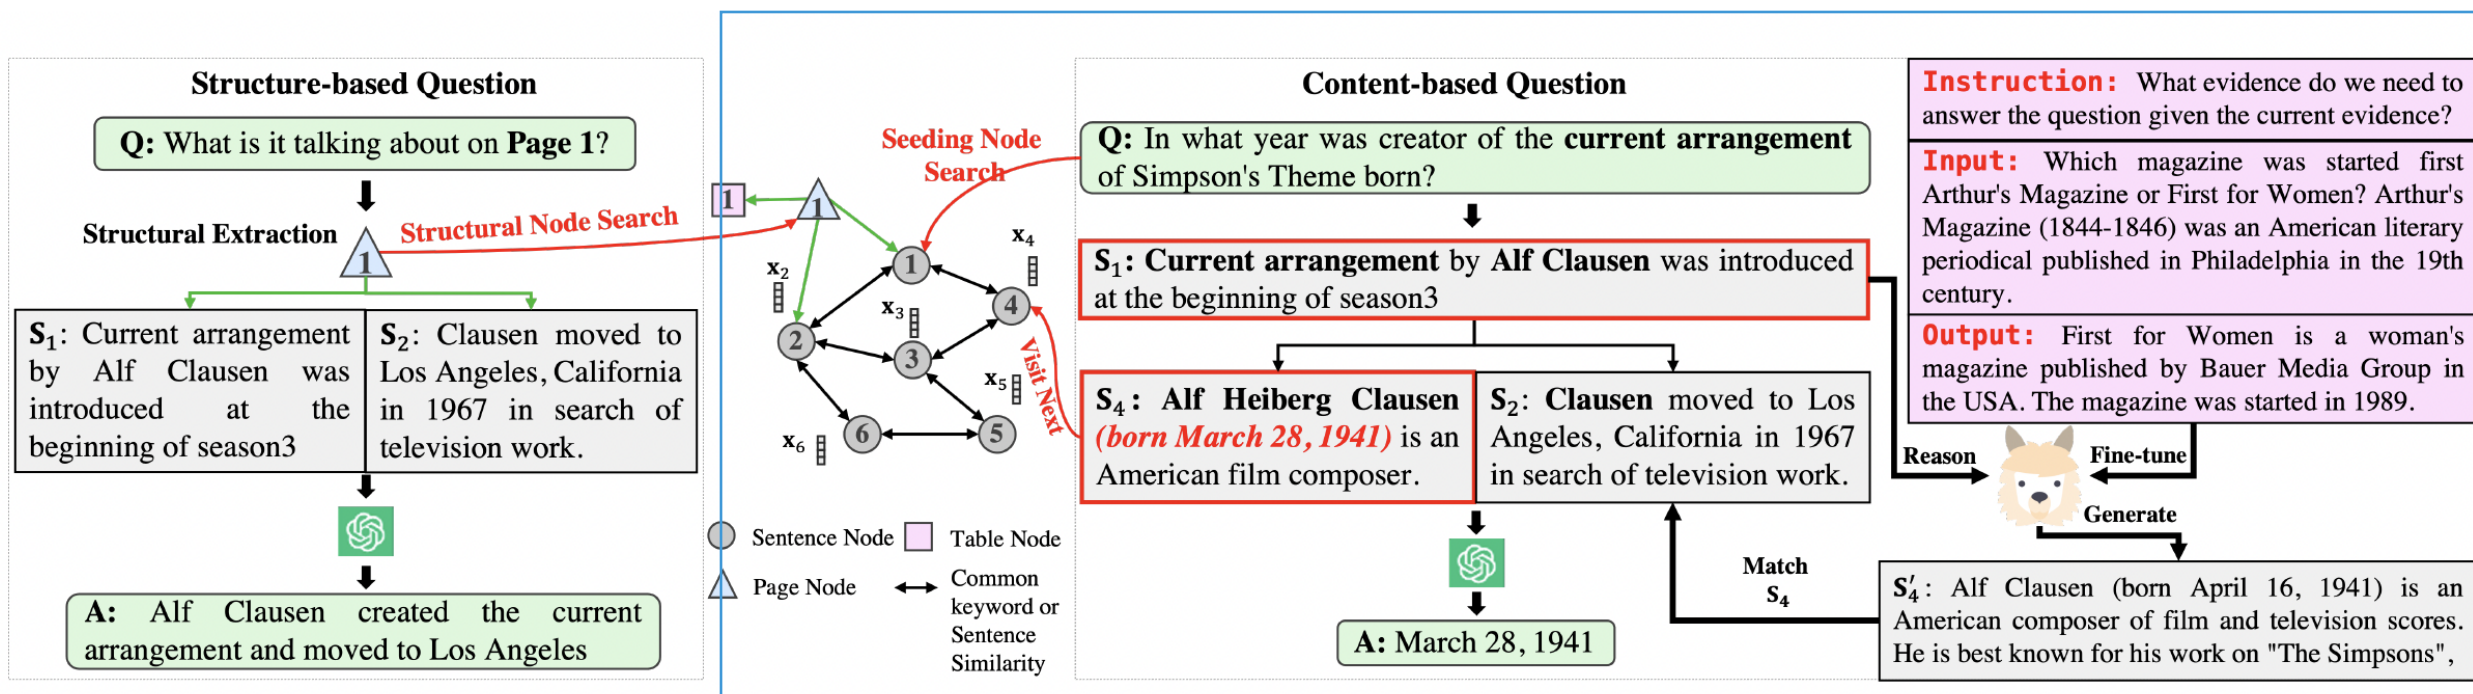 Structure-based Question
Q: What is it talking about on Page 1?
Structural Extraction
1
Structural Node Search
S₁: Current arrangement
by Alf Clausen was
introduced at the
beginning of season3
S₂: Clausen moved to
Los Angeles, California
in 1967 in search of
television work.
A: Alf Clausen created the current
arrangement and moved to Los Angeles
1
1
Seeding Node
Search
x₂
x₃
x₄
x₅
x₆
1
2
3
4
5
6
Visit Next
Sentence Node
Table Node
Page Node
Common
keyword or
Sentence
Similarity
Content-based Question
Q: In what year was creator of the current arrangement
of Simpson's Theme born?
S₁: Current arrangement by Alf Clausen was introduced
at the beginning of season3
S₄: Alf Heiberg Clausen
(born March 28, 1941) is an
American film composer.
S₂: Clausen moved to Los
Angeles, California in 1967
in search of television work.
A: March 28, 1941
Instruction: What evidence do we need to
answer the question given the current evidence?
Input: Which magazine was started first
Arthur's Magazine or First for Women? Arthur's
Magazine (1844-1846) was an American literary
periodical published in Philadelphia in the 19th
century.
Output: First for Women is a woman's
magazine published by Bauer Media Group in
the USA. The magazine was started in 1989.
Reason
Fine-tune
Generate
Match
S₄
S′₄: Alf Clausen (born April 16, 1941) is an
American composer of film and television scores.
He is best known for his work on "The Simpsons",